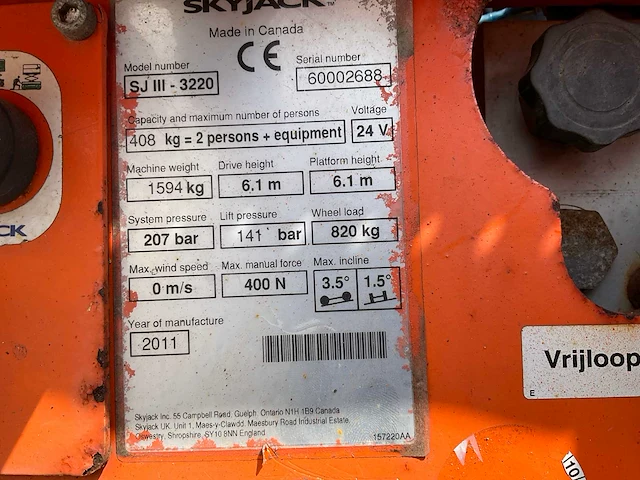 SKYJACK™
Made in Canada
CE
Model number
SJ III - 3220
Serial number
60002688
Capacity and maximum number of persons
408 kg = 2 persons + equipment
Voltage
24 V
Machine weight
1594 kg
Drive height
6.1 m
Platform height
6.1 m
System pressure
207 bar
Lift pressure
141 bar
Wheel load
820 kg
Max. wind speed
0 m/s
Max. manual force
400 N
Max. incline
3.5° 1.5°
Year of manufacture
2011
Skyjack Inc. 55 Campbell Road, Guelph, Ontario N1H 1B9 Canada
Skyjack UK, Unit 1, Maes-y-Clawdd, Maesbury Road Industrial Estate,
Oswestry, Shropshire, SY10 8NN England
157220AA
CK
Vrijloop
E
10/